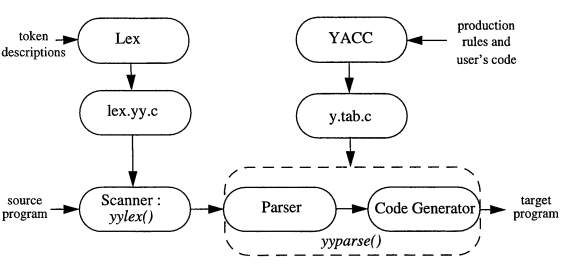 token
descriptions
Lex
YACC
production
rules and
user's code
lex.yy.c
y.tab.c
source
program
Scanner :
yylex()
Parser
Code Generator
target
program
yyparse()